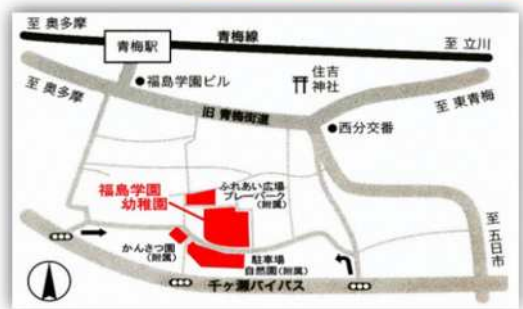 至 奥多摩
青梅駅
青梅線
至 立川
至 奥多摩
●福島学園ビル
住吉
神社
至 東青梅
旧 青梅街道
●西分交番
福島学園
幼稚園
ふれあい広場
プレーパーク
(附属)
かんさつ園
(附属)
駐車場
自然園(附属)
至 五日市
千ヶ瀬バイパス